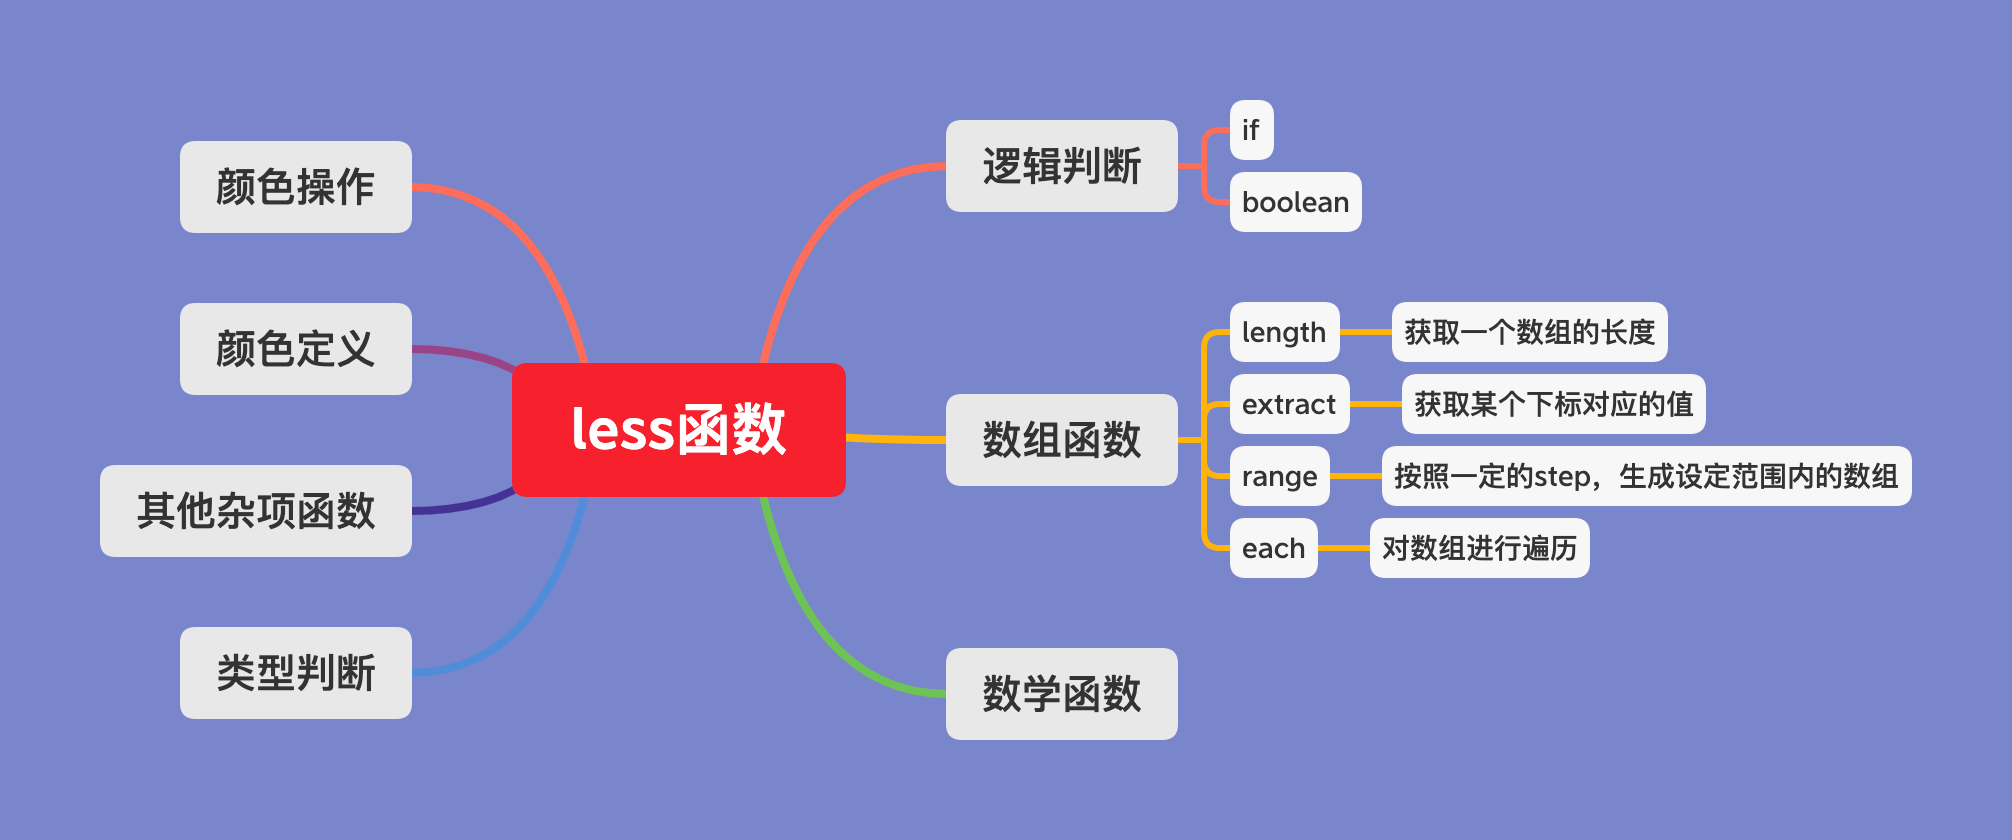 less函数
逻辑判断
if
boolean
数组函数
length
获取一个数组的长度
extract
获取某个下标对应的值
range
按照一定的step，生成设定范围内的数组
each
对数组进行遍历
数学函数
颜色操作
颜色定义
其他杂项函数
类型判断